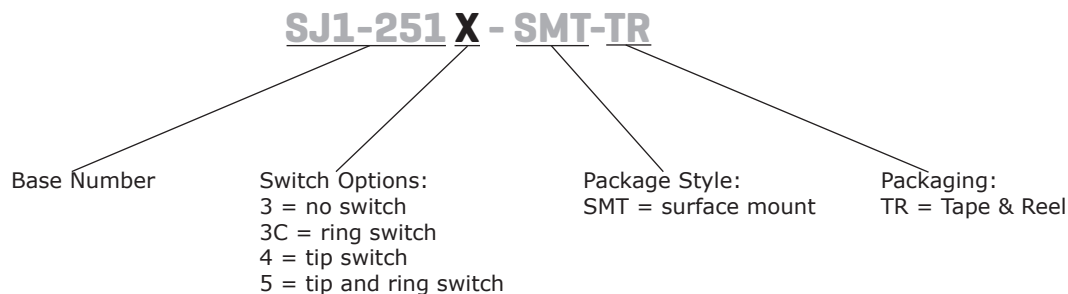 SJ1-251 X - SMT-TR
Base Number
Switch Options:
3 = no switch
3C = ring switch
4 = tip switch
5 = tip and ring switch
Package Style:
SMT = surface mount
Packaging:
TR = Tape & Reel